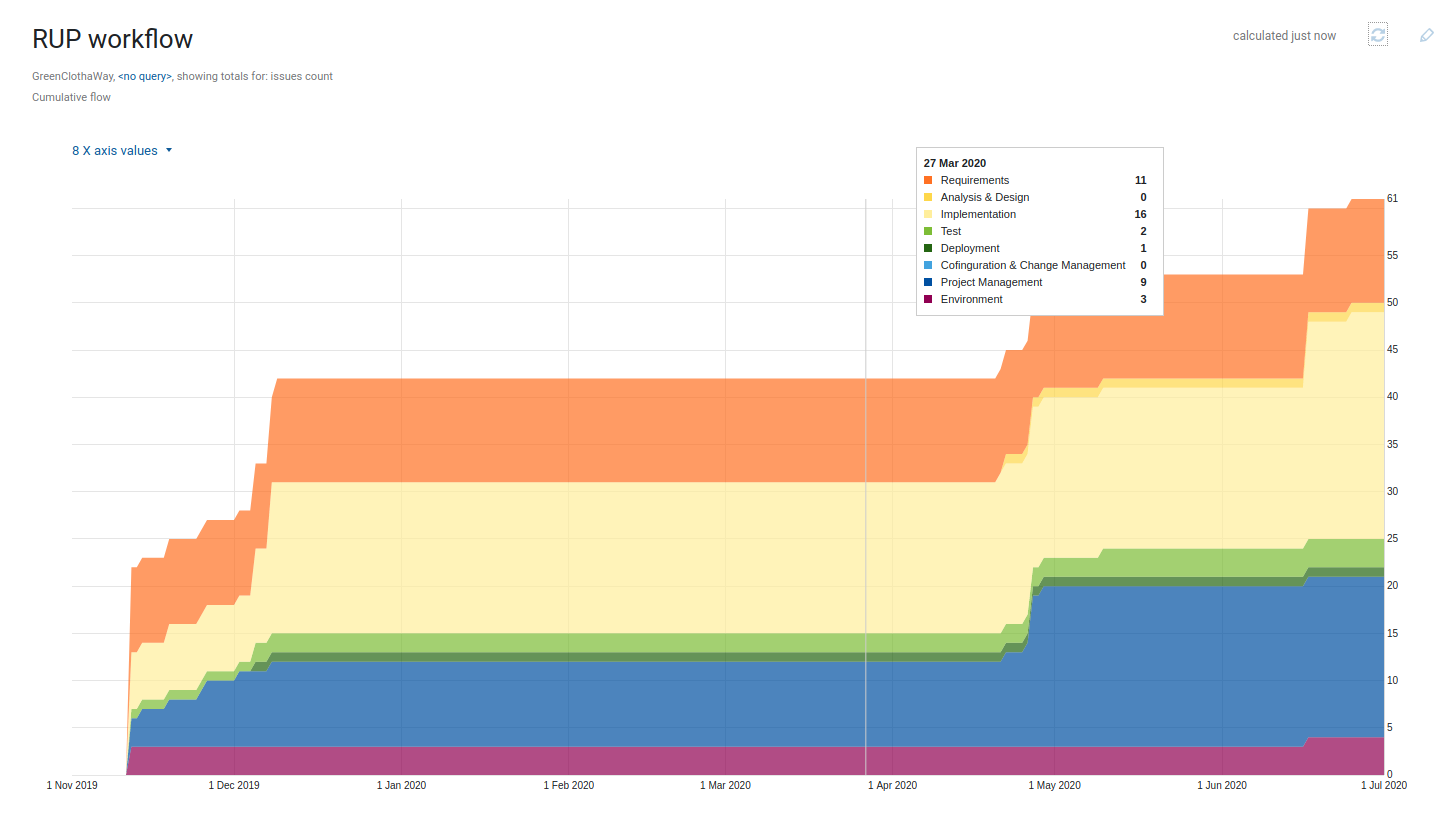 RUP workflow
calculated just now
GreenClothaWay, <no query>, showing totals for: issues count
Cumulative flow
8 X axis values
27 Mar 2020
Requirements 11
Analysis & Design 0
Implementation 16
Test 2
Deployment 1
Cofinguration & Change Management 0
Project Management 9
Environment 3
61
55
50
45
40
35
30
25
20
15
10
5
0
1 Nov 2019 1 Dec 2019 1 Jan 2020 1 Feb 2020 1 Mar 2020 1 Apr 2020 1 May 2020 1 Jun 2020 1 Jul 2020